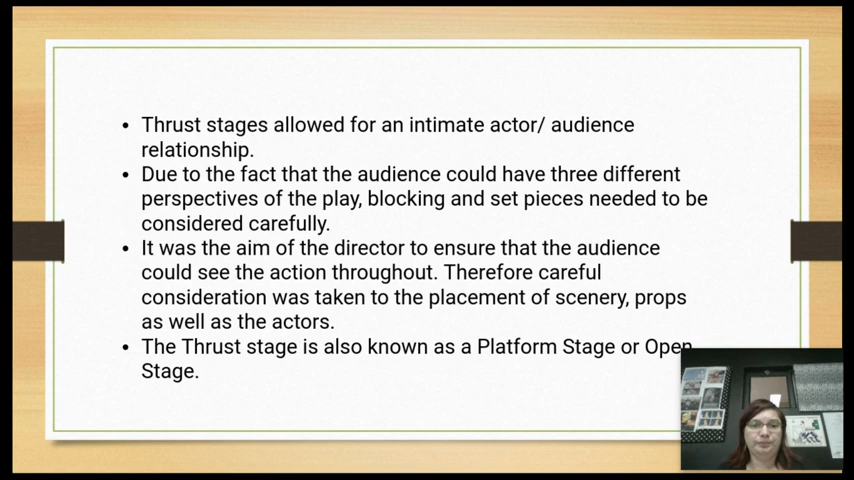 • Thrust stages allowed for an intimate actor/ audience
relationship.
• Due to the fact that the audience could have three different
perspectives of the play, blocking and set pieces needed to be
considered carefully.
• It was the aim of the director to ensure that the audience
could see the action throughout. Therefore careful
consideration was taken to the placement of scenery, props
as well as the actors.
• The Thrust stage is also known as a Platform Stage or Open
Stage.